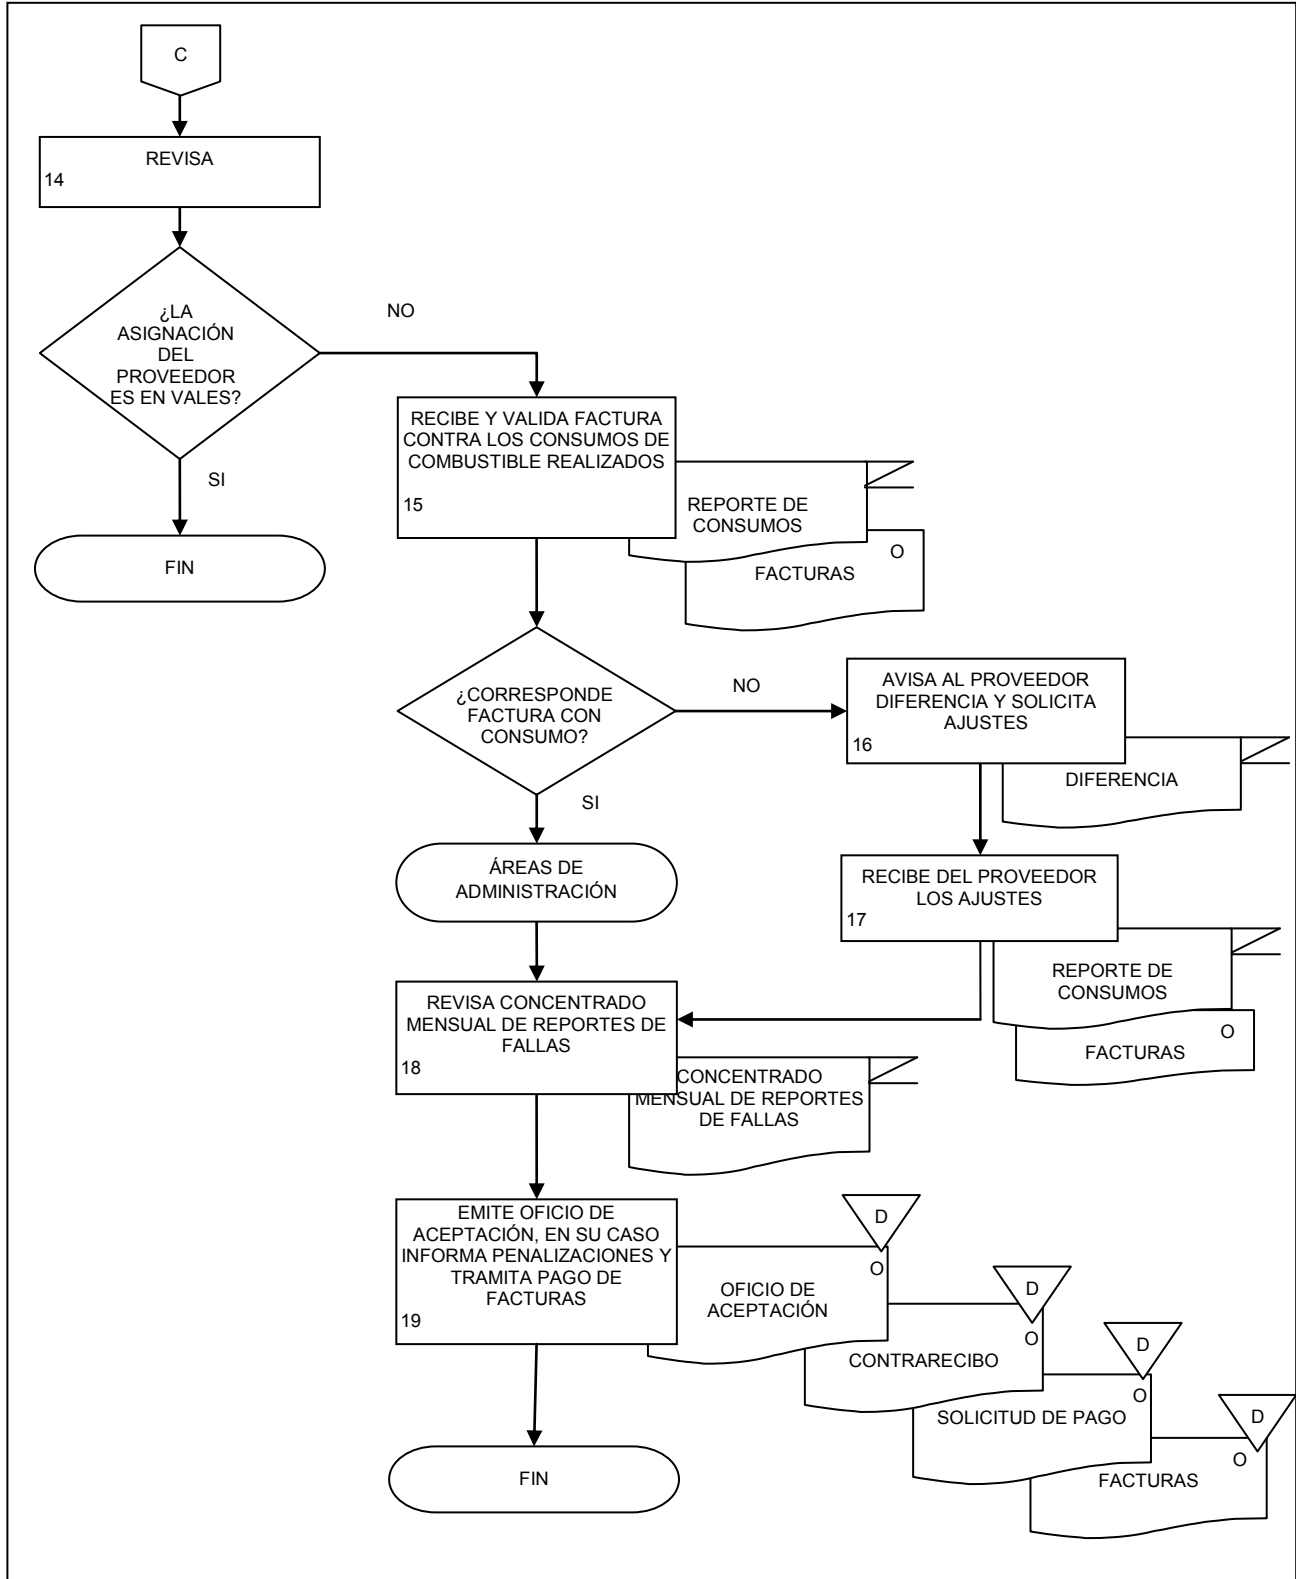 C
REVISA
14
¿LA
ASIGNACIÓN
DEL
PROVEEDOR
ES EN VALES?
NO
SI
FIN
RECIBE Y VALIDA FACTURA
CONTRA LOS CONSUMOS DE
COMBUSTIBLE REALIZADOS
15
REPORTE DE
CONSUMOS
O
FACTURAS
¿CORRESPONDE
FACTURA CON
CONSUMO?
NO
SI
AVISA AL PROVEEDOR
DIFERENCIA Y SOLICITA
AJUSTES
16
DIFERENCIA
ÁREAS DE
ADMINISTRACIÓN
RECIBE DEL PROVEEDOR
LOS AJUSTES
17
REPORTE DE
CONSUMOS
O
FACTURAS
REVISA CONCENTRADO
MENSUAL DE REPORTES DE
FALLAS
18
CONCENTRADO
MENSUAL DE REPORTES
DE FALLAS
EMITE OFICIO DE
ACEPTACIÓN, EN SU CASO
INFORMA PENALIZACIONES Y
TRAMITA PAGO DE
FACTURAS
19
D
O
OFICIO DE
ACEPTACIÓN
D
O
CONTRARECIBO
D
O
SOLICITUD DE PAGO
D
O
FACTURAS
FIN